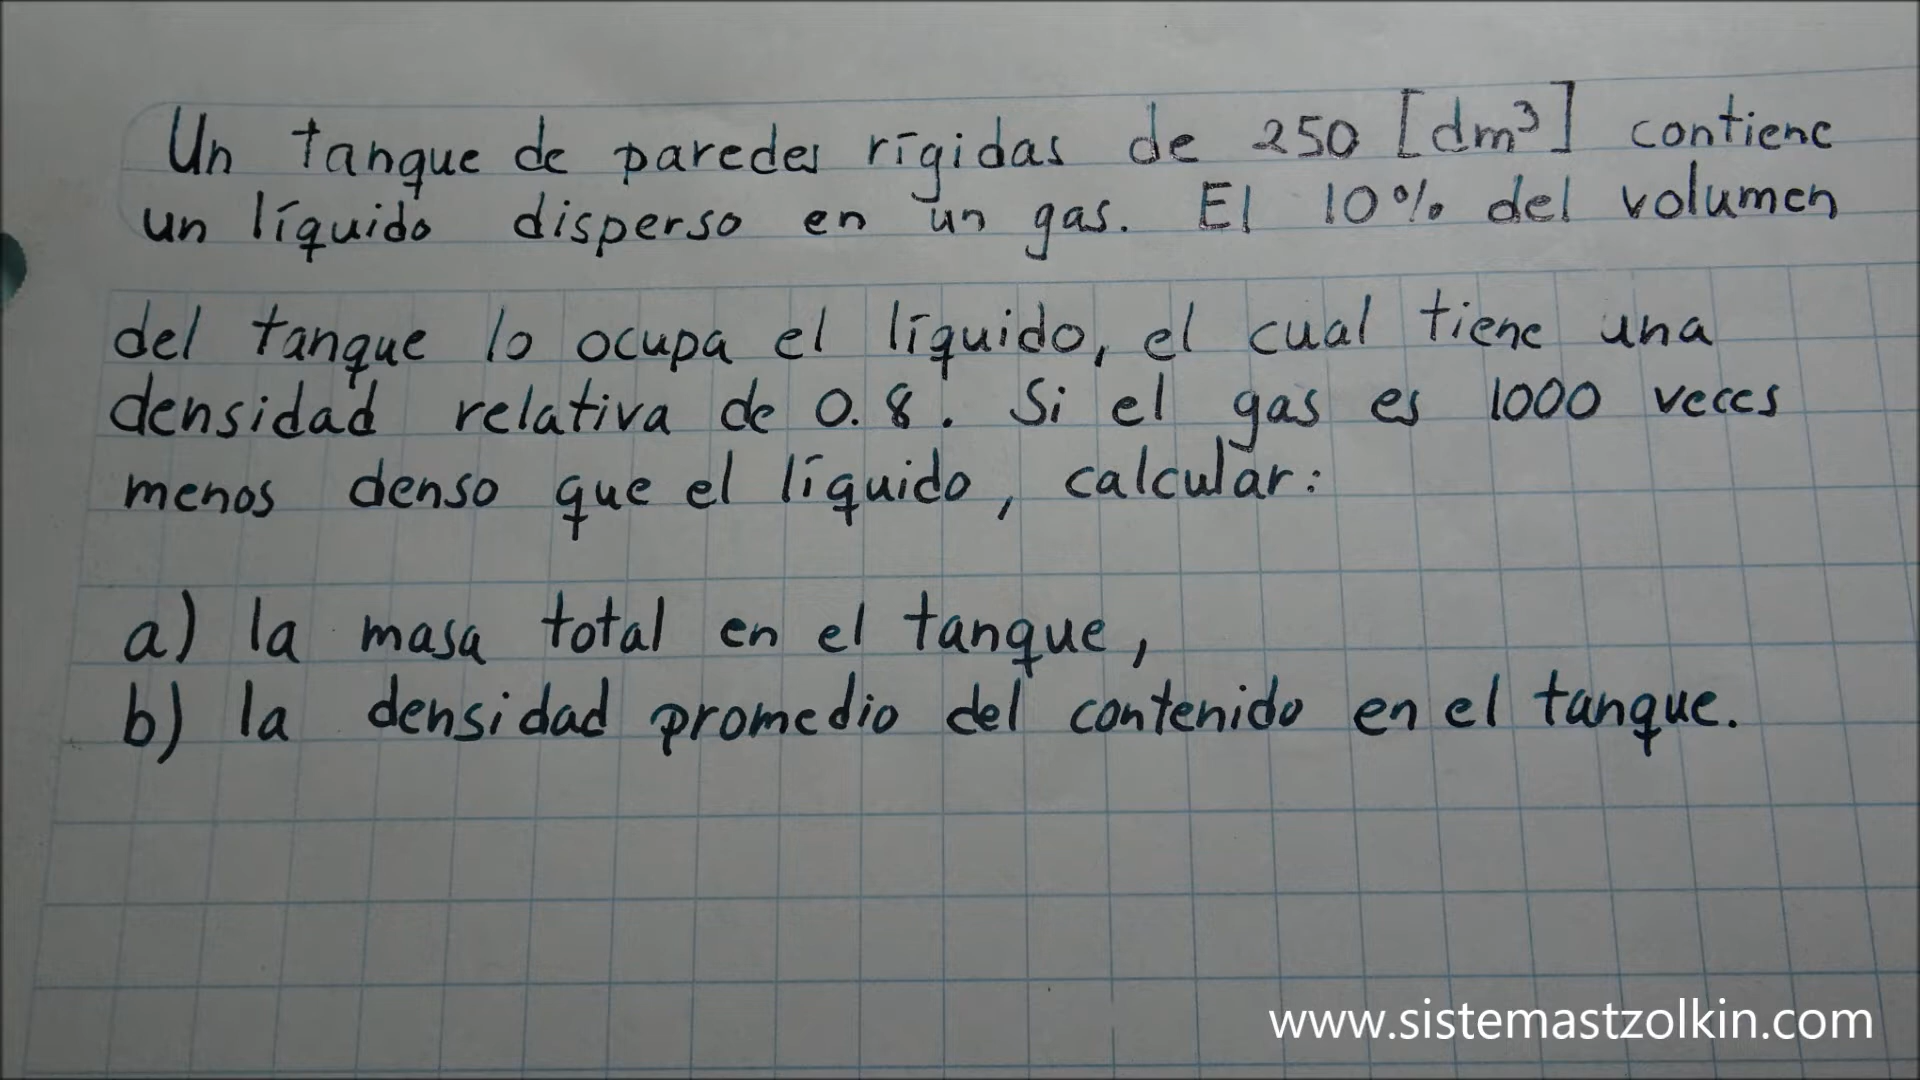 Un tanque de paredes rígidas de 250 [dm³] contiene
un líquido disperso en un gas. El 10% del volumen
del tanque lo ocupa el líquido, el cual tiene una
densidad relativa de 0.8. Si el gas es 1000 veces
menos denso que el líquido, calcular:
a) la masa total en el tanque,
b) la densidad promedio del contenido en el tanque.
www.sistemastzolkin.com